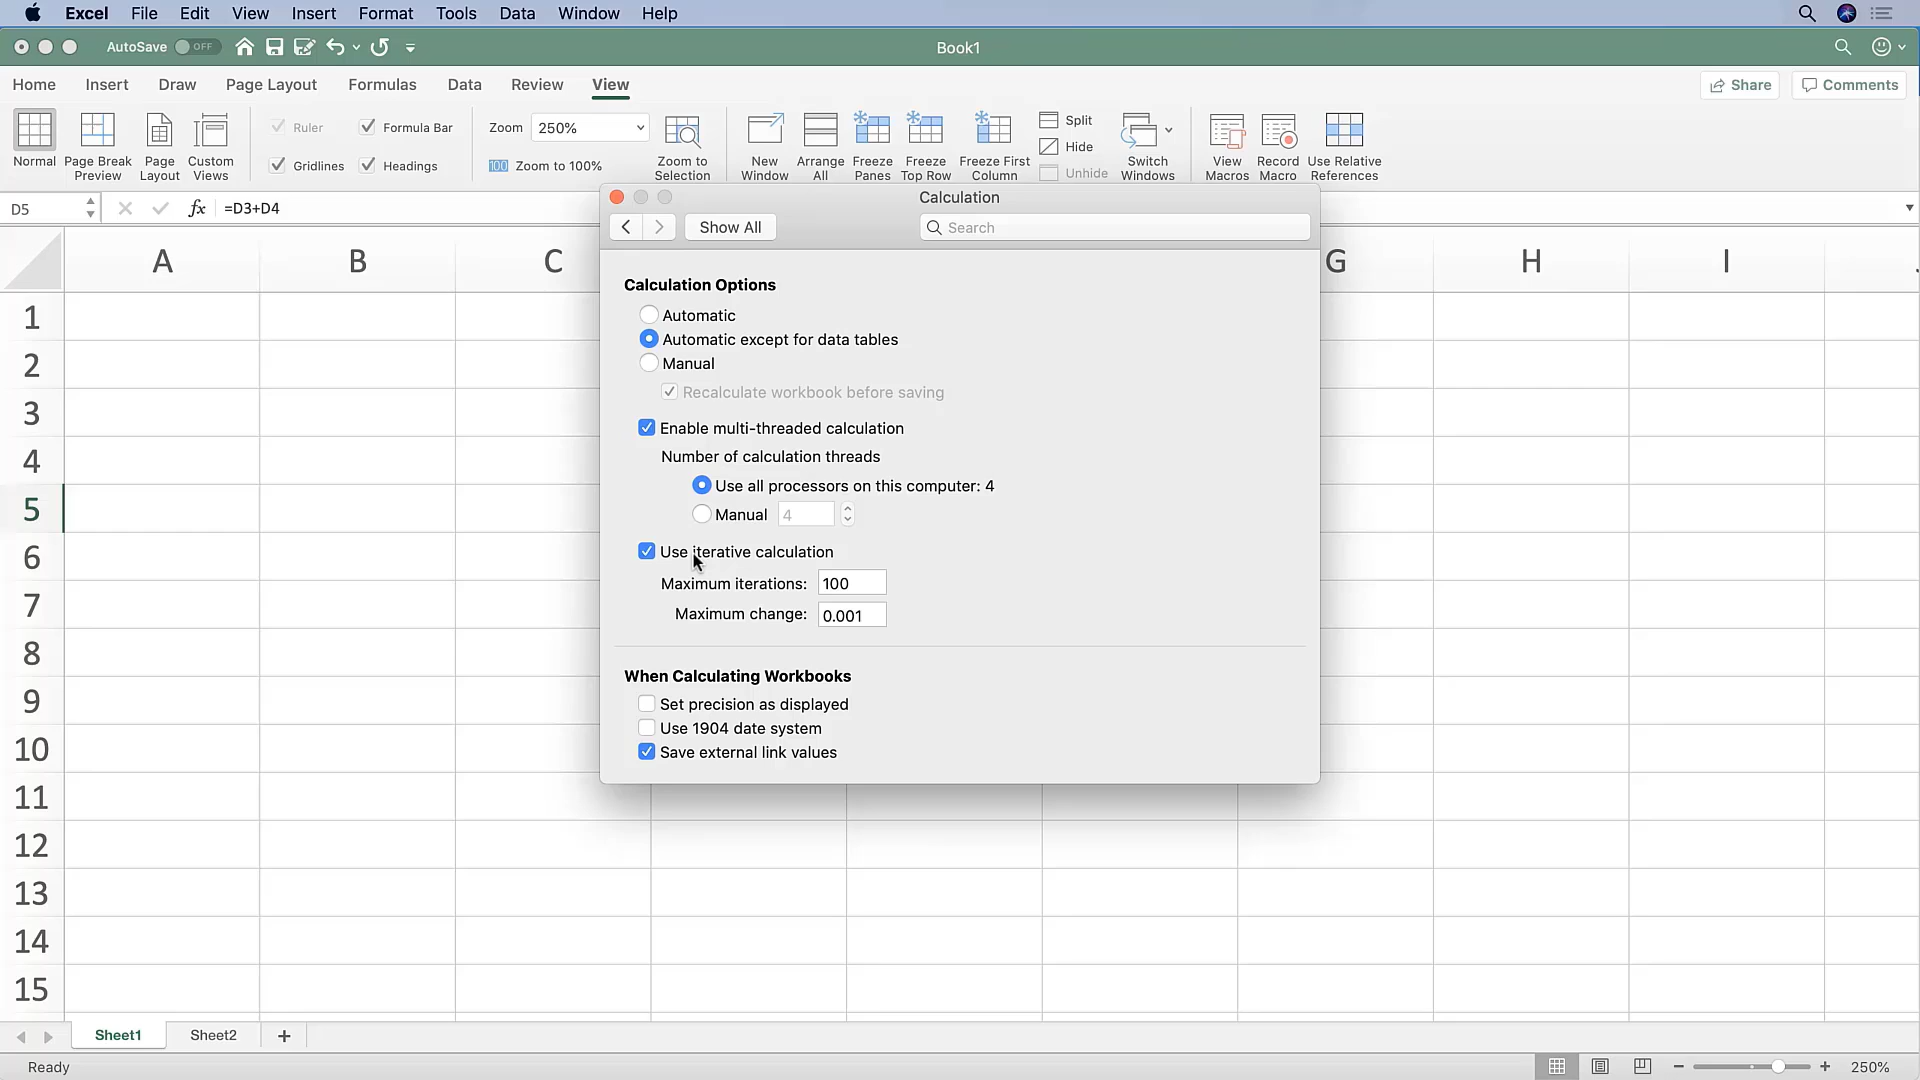 Excel File Edit View Insert Format Tools Data Window Help
AutoSave OFF Book1
Home Insert Draw Page Layout Formulas Data Review View Share Comments
Normal Page Break Preview Page Layout Custom Views
Ruler Formula Bar
Gridlines Headings
Zoom 250%
100 Zoom to 100%
Zoom to Selection
New Window Arrange All Freeze Panes Freeze Top Row Freeze First Column
Split
Hide
Unhide
Switch Windows
View Macros Record Macro Use Relative References
D5 fx =D3+D4
Calculation
Show All Search
A B C G H I
Calculation Options
Automatic
Automatic except for data tables
Manual
Recalculate workbook before saving
Enable multi-threaded calculation
Number of calculation threads
Use all processors on this computer: 4
Manual 4
Use iterative calculation
Maximum iterations: 100
Maximum change: 0.001
When Calculating Workbooks
Set precision as displayed
Use 1904 date system
Save external link values
1
2
3
4
5
6
7
8
9
10
11
12
13
14
15
Sheet1 Sheet2 +
Ready 250%